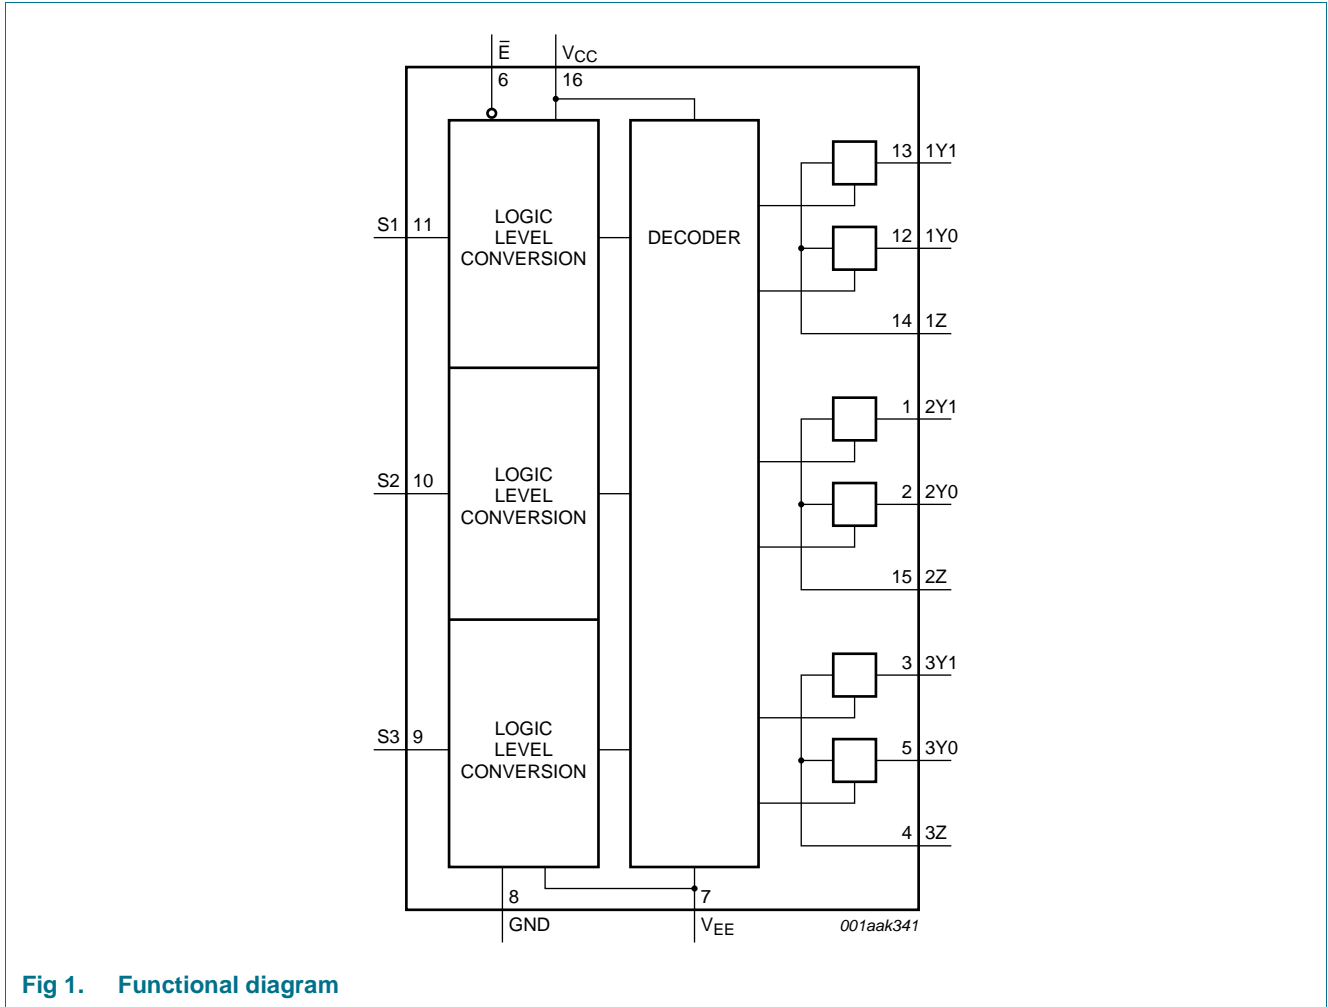 E̅ VCC
6 16
13 1Y1
S1 11
LOGIC
LEVEL
CONVERSION
DECODER
12 1Y0
14 1Z
1 2Y1
S2 10
LOGIC
LEVEL
CONVERSION
2 2Y0
15 2Z
3 3Y1
S3 9
LOGIC
LEVEL
CONVERSION
5 3Y0
4 3Z
8 7
GND VEE 001aak341
Fig 1. Functional diagram